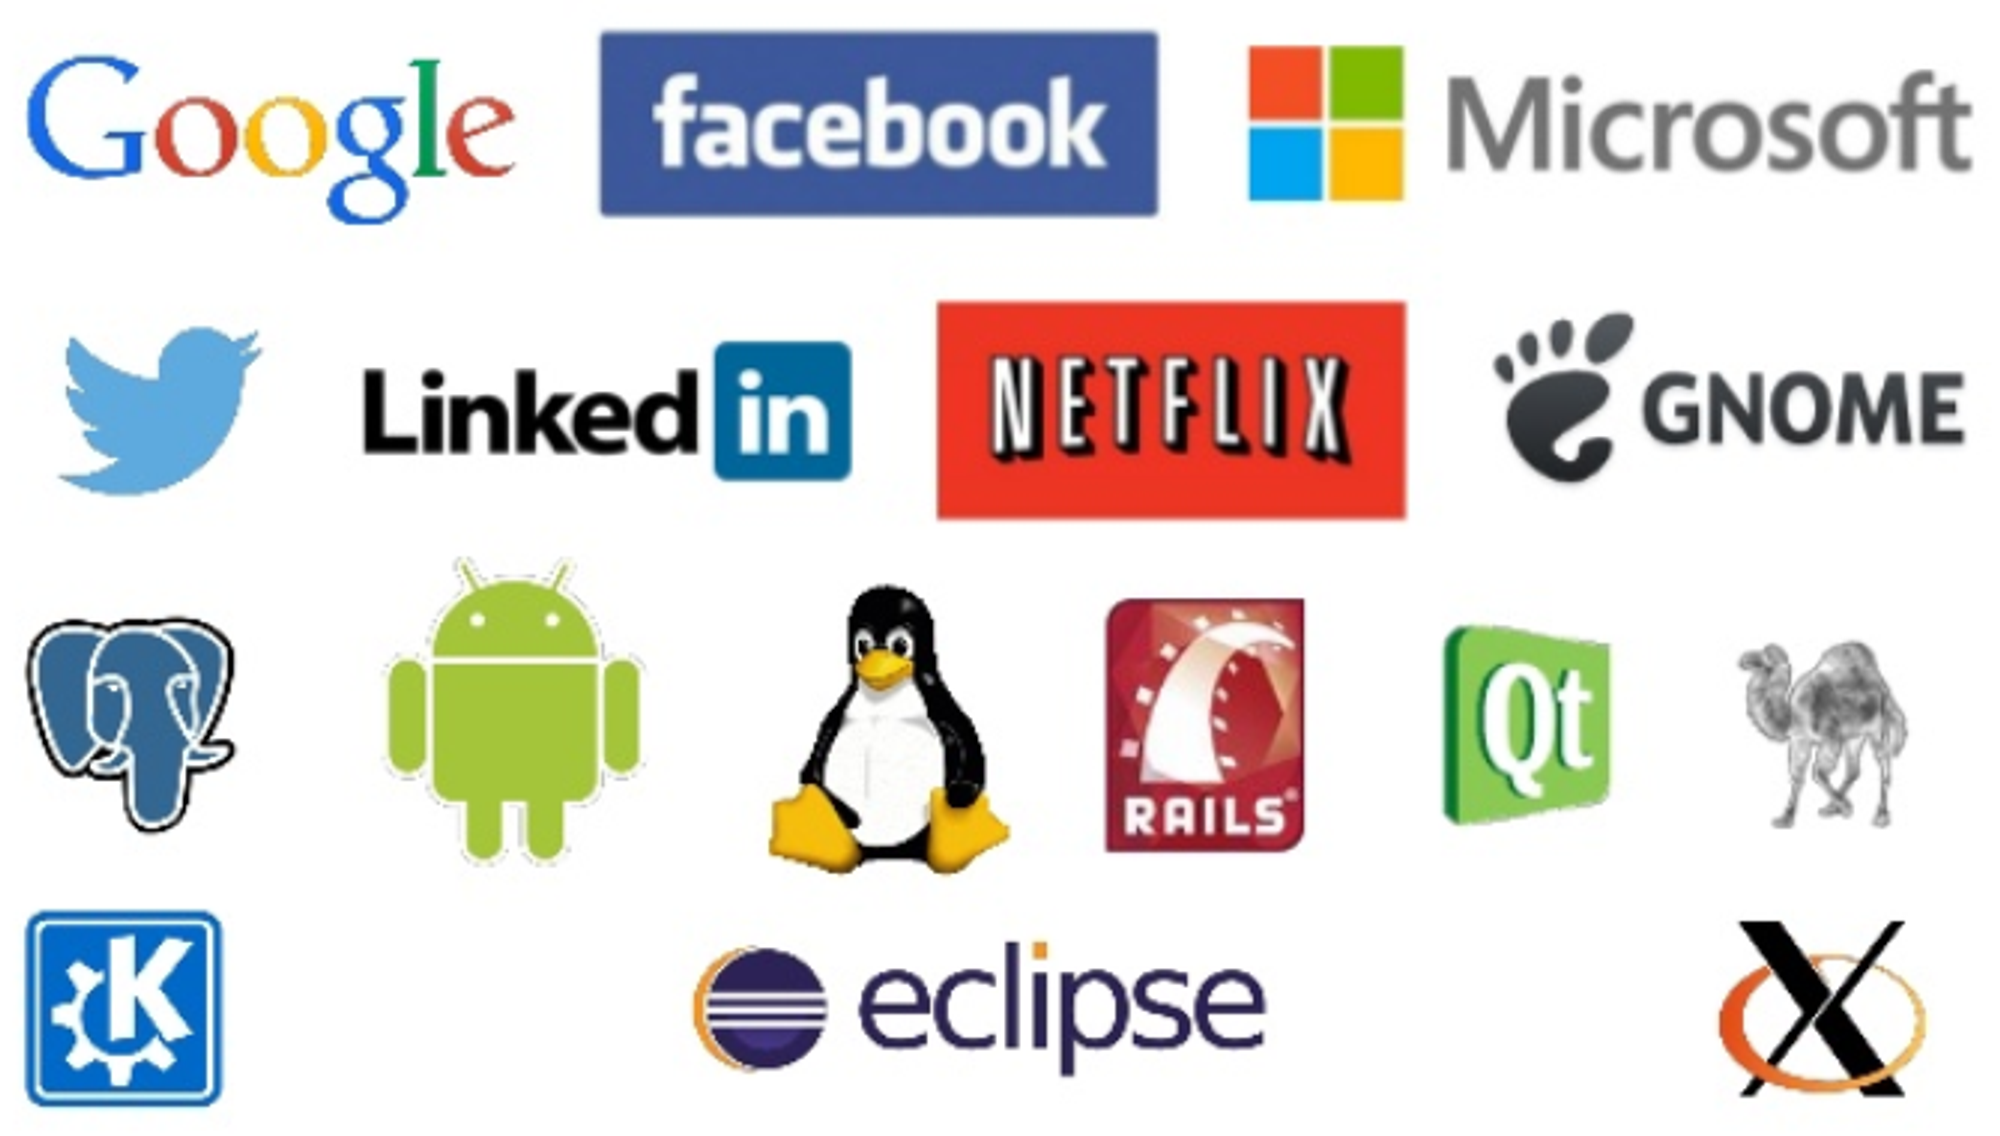 Google
facebook
Microsoft
Linked in
NETFLIX
GNOME
RAILS®
Qt
K
eclipse
X